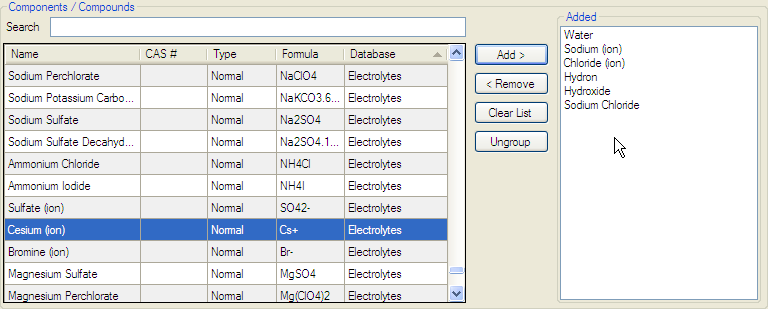 Components / Compounds
Search
Name CAS # Type Formula Database
Sodium Perchlorate Normal NaClO4 Electrolytes
Sodium Potassium Carbo... Normal NaKCO3.6... Electrolytes
Sodium Sulfate Normal Na2SO4 Electrolytes
Sodium Sulfate Decahyd... Normal Na2SO4.1... Electrolytes
Ammonium Chloride Normal NH4Cl Electrolytes
Ammonium Iodide Normal NH4I Electrolytes
Sulfate (ion) Normal SO42- Electrolytes
Cesium (ion) Normal Cs+ Electrolytes
Bromine (ion) Normal Br- Electrolytes
Magnesium Sulfate Normal MgSO4 Electrolytes
Magnesium Perchlorate Normal Mg(ClO4)2 Electrolytes
Add >
< Remove
Clear List
Ungroup
Added
Water
Sodium (ion)
Chloride (ion)
Hydron
Hydroxide
Sodium Chloride